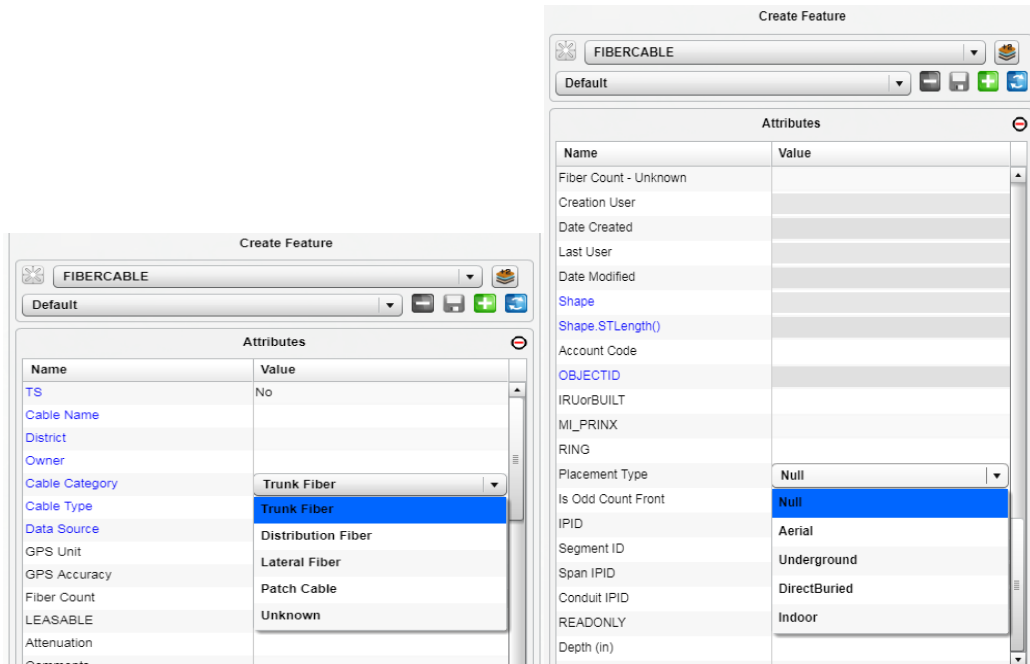 Create Feature
FIBERCABLE
Default
Attributes
Name Value
TS No
Cable Name
District
Owner
Cable Category Trunk Fiber
Cable Type Trunk Fiber
Data Source Distribution Fiber
GPS Unit Lateral Fiber
GPS Accuracy Patch Cable
Fiber Count Unknown
LEASABLE
Attenuation
Comments
Create Feature
FIBERCABLE
Default
Attributes
Name Value
Fiber Count - Unknown
Creation User
Date Created
Last User
Date Modified
Shape
Shape.STLength()
Account Code
OBJECTID
IRUorBUILT
MI_PRINX
RING
Placement Type Null
Is Odd Count Front Null
IPID Aerial
Segment ID Underground
Span IPID DirectBuried
Conduit IPID Indoor
READONLY
Depth (in)